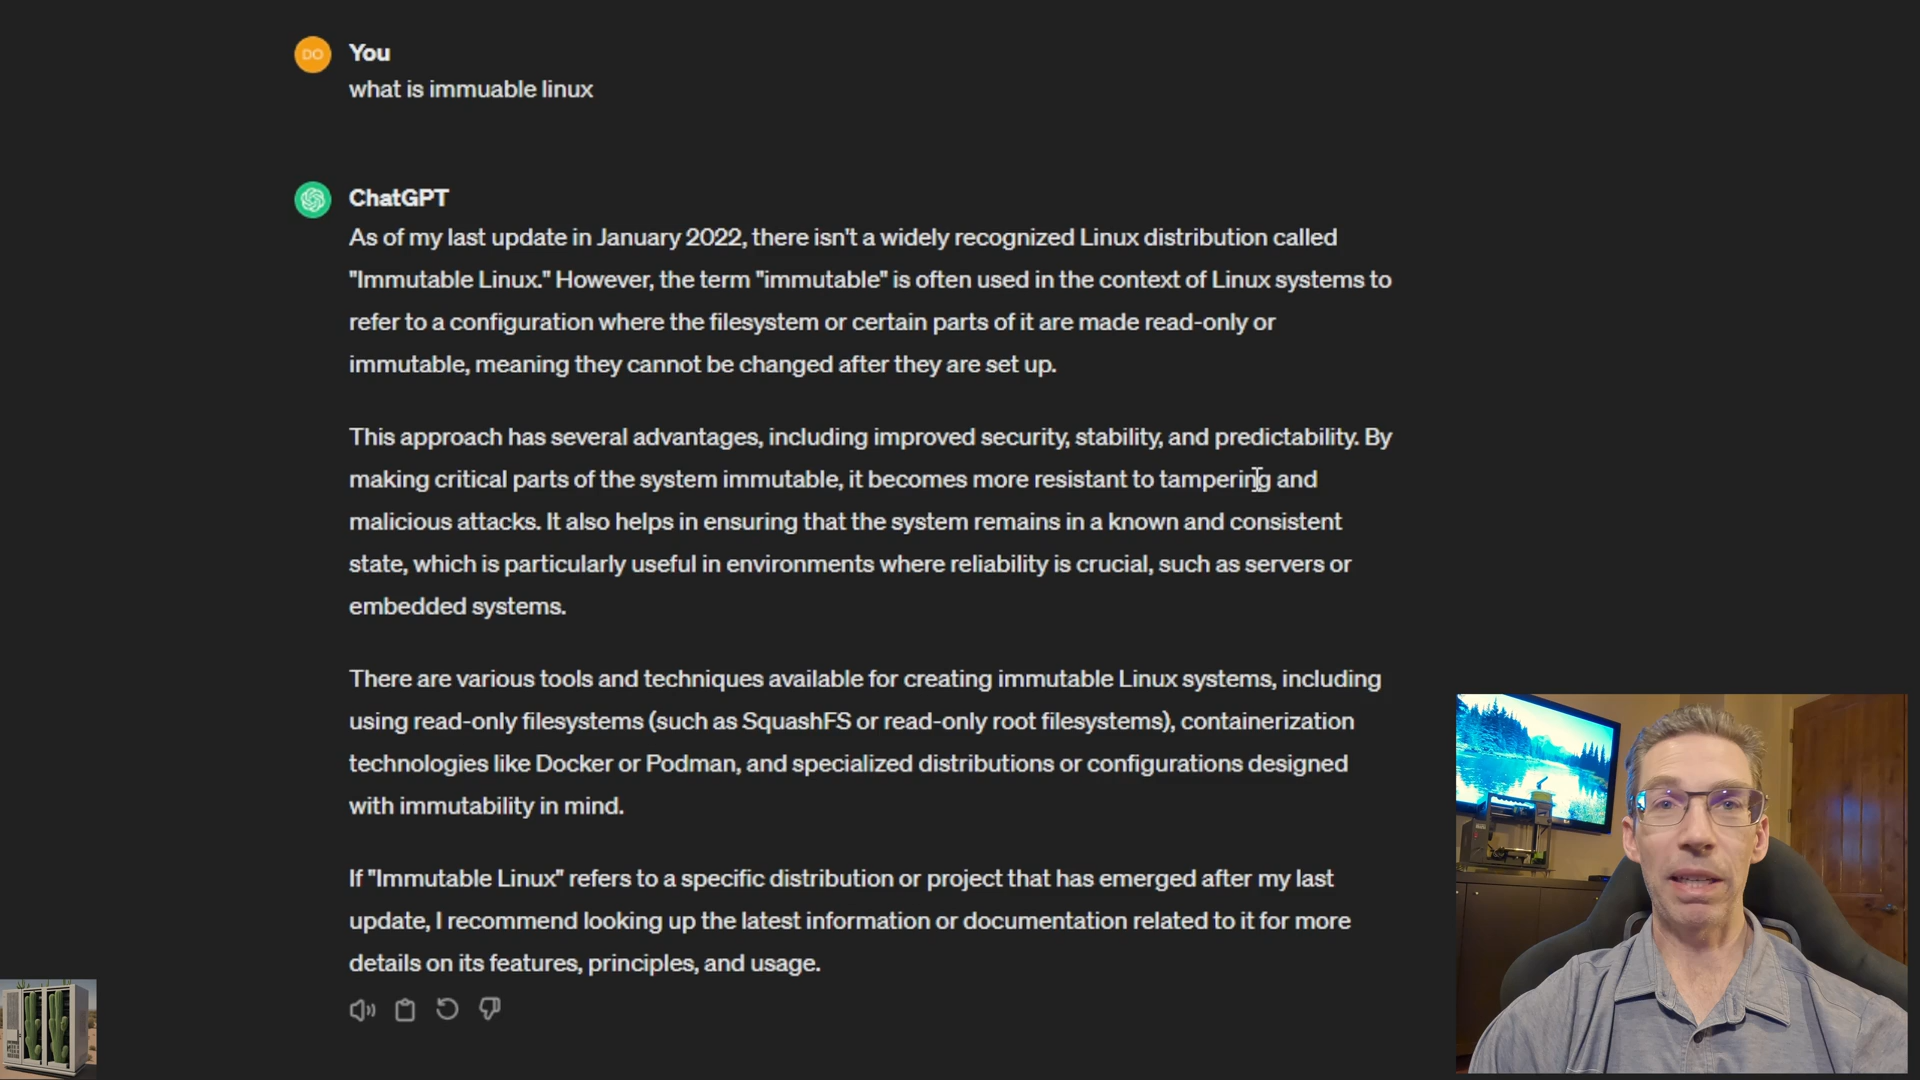 DO
You
what is immuable linux
ChatGPT
As of my last update in January 2022, there isn't a widely recognized Linux distribution called
"Immutable Linux." However, the term "immutable" is often used in the context of Linux systems to
refer to a configuration where the filesystem or certain parts of it are made read-only or
immutable, meaning they cannot be changed after they are set up.
This approach has several advantages, including improved security, stability, and predictability. By
making critical parts of the system immutable, it becomes more resistant to tampering and
malicious attacks. It also helps in ensuring that the system remains in a known and consistent
state, which is particularly useful in environments where reliability is crucial, such as servers or
embedded systems.
There are various tools and techniques available for creating immutable Linux systems, including
using read-only filesystems (such as SquashFS or read-only root filesystems), containerization
technologies like Docker or Podman, and specialized distributions or configurations designed
with immutability in mind.
If "Immutable Linux" refers to a specific distribution or project that has emerged after my last
update, I recommend looking up the latest information or documentation related to it for more
details on its features, principles, and usage.